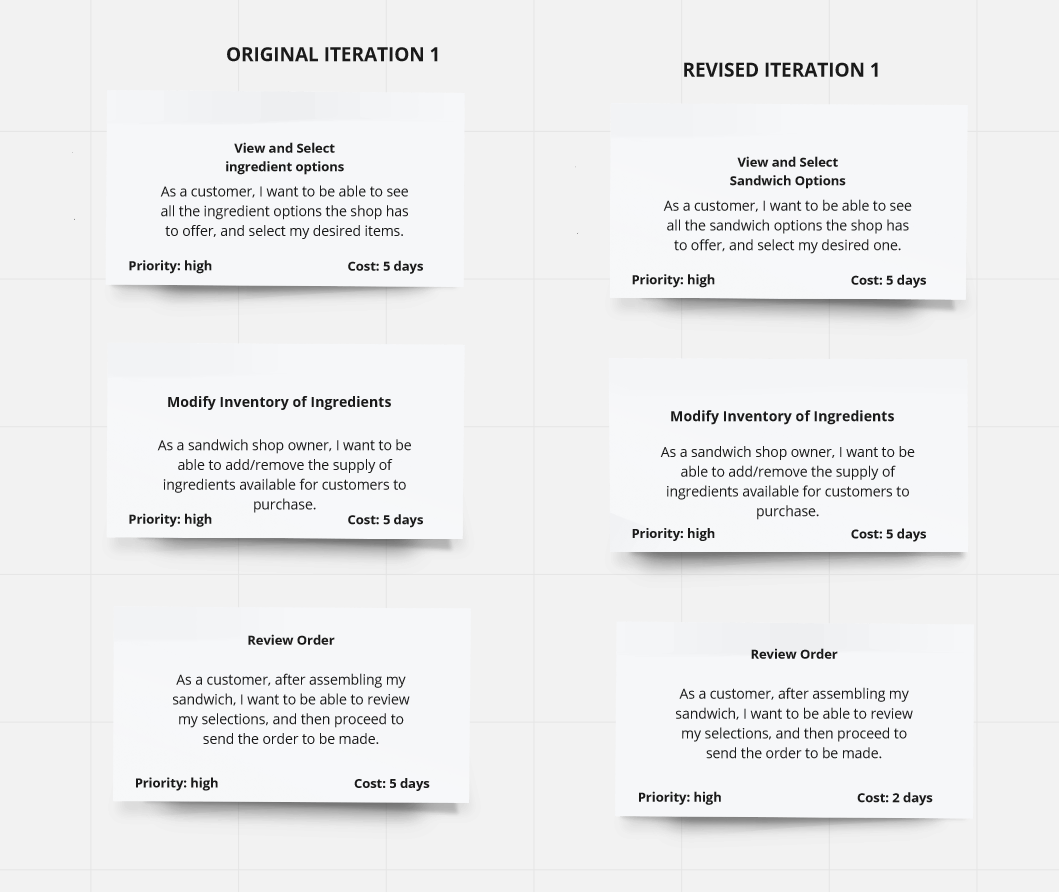 ORIGINAL ITERATION 1
View and Select
ingredient options
As a customer, I want to be able to see
all the ingredient options the shop has
to offer, and select my desired items.
Priority: high
Cost: 5 days
Modify Inventory of Ingredients
As a sandwich shop owner, I want to be
able to add/remove the supply of
ingredients available for customers to
purchase.
Priority: high
Cost: 5 days
Review Order
As a customer, after assembling my
sandwich, I want to be able to review
my selections, and then proceed to
send the order to be made.
Priority: high
Cost: 5 days
REVISED ITERATION 1
View and Select
Sandwich Options
As a customer, I want to be able to see
all the sandwich options the shop has
to offer, and select my desired one.
Priority: high
Cost: 5 days
Modify Inventory of Ingredients
As a sandwich shop owner, I want to be
able to add/remove the supply of
ingredients available for customers to
purchase.
Priority: high
Cost: 5 days
Review Order
As a customer, after assembling my
sandwich, I want to be able to review
my selections, and then proceed to
send the order to be made.
Priority: high
Cost: 2 days